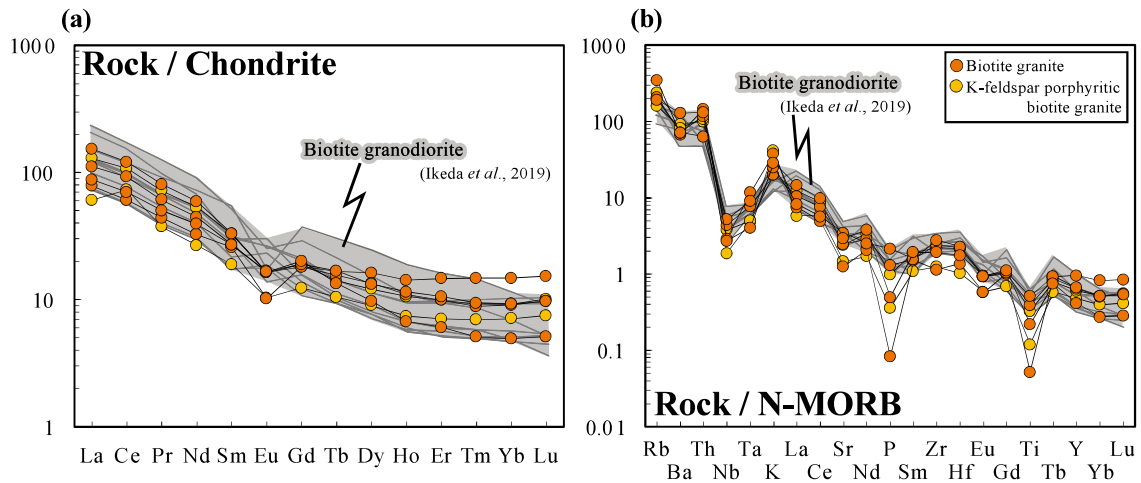 (a)
1000
100
10
1
Rock / Chondrite
Biotite granodiorite
(Ikeda et al., 2019)
La Ce Pr Nd Sm Eu Gd Tb Dy Ho Er Tm Yb Lu
(b)
1000
100
10
1
0.1
0.01
Biotite granodiorite
(Ikeda et al., 2019)
Biotite granite
K-feldspar porphyritic
biotite granite
Rock / N-MORB
Rb Th Ta La Sr P Zr Eu Ti Y Lu
Ba Nb K Ce Nd Sm Hf Gd Tb Yb